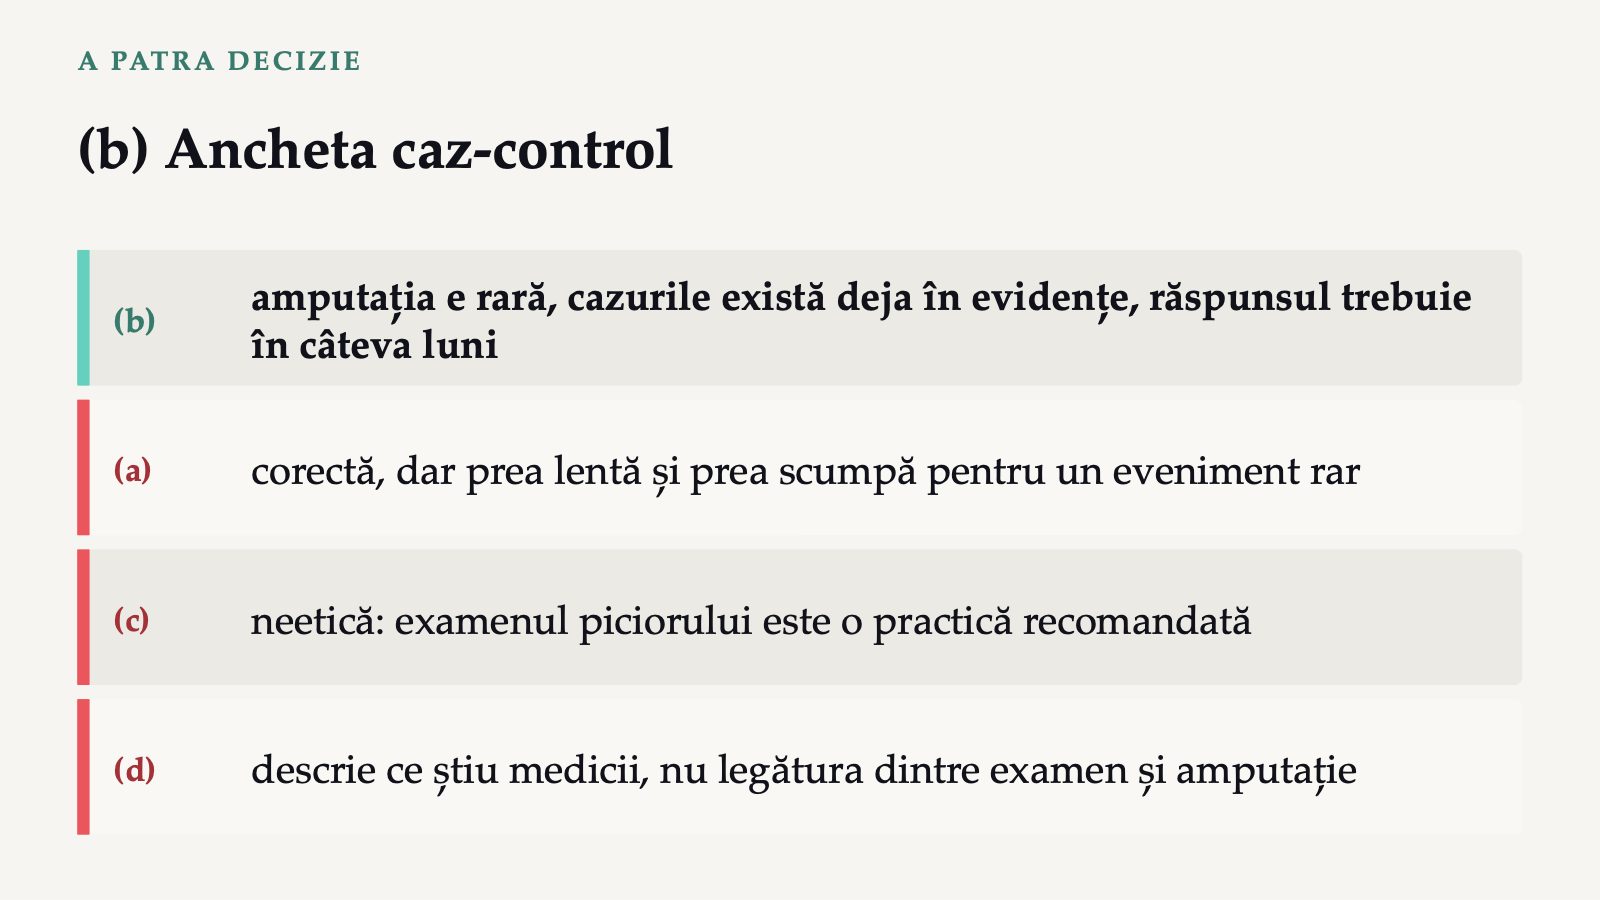 A PATRA DECIZIE
(b) Ancheta caz-control
(b)
amputația e rară, cazurile există deja în evidențe, răspunsul trebuie
în câteva luni
(a)
corectă, dar prea lentă și prea scumpă pentru un eveniment rar
(c)
neetică: examenul piciorului este o practică recomandată
(d)
descrie ce știu medicii, nu legătura dintre examen și amputație